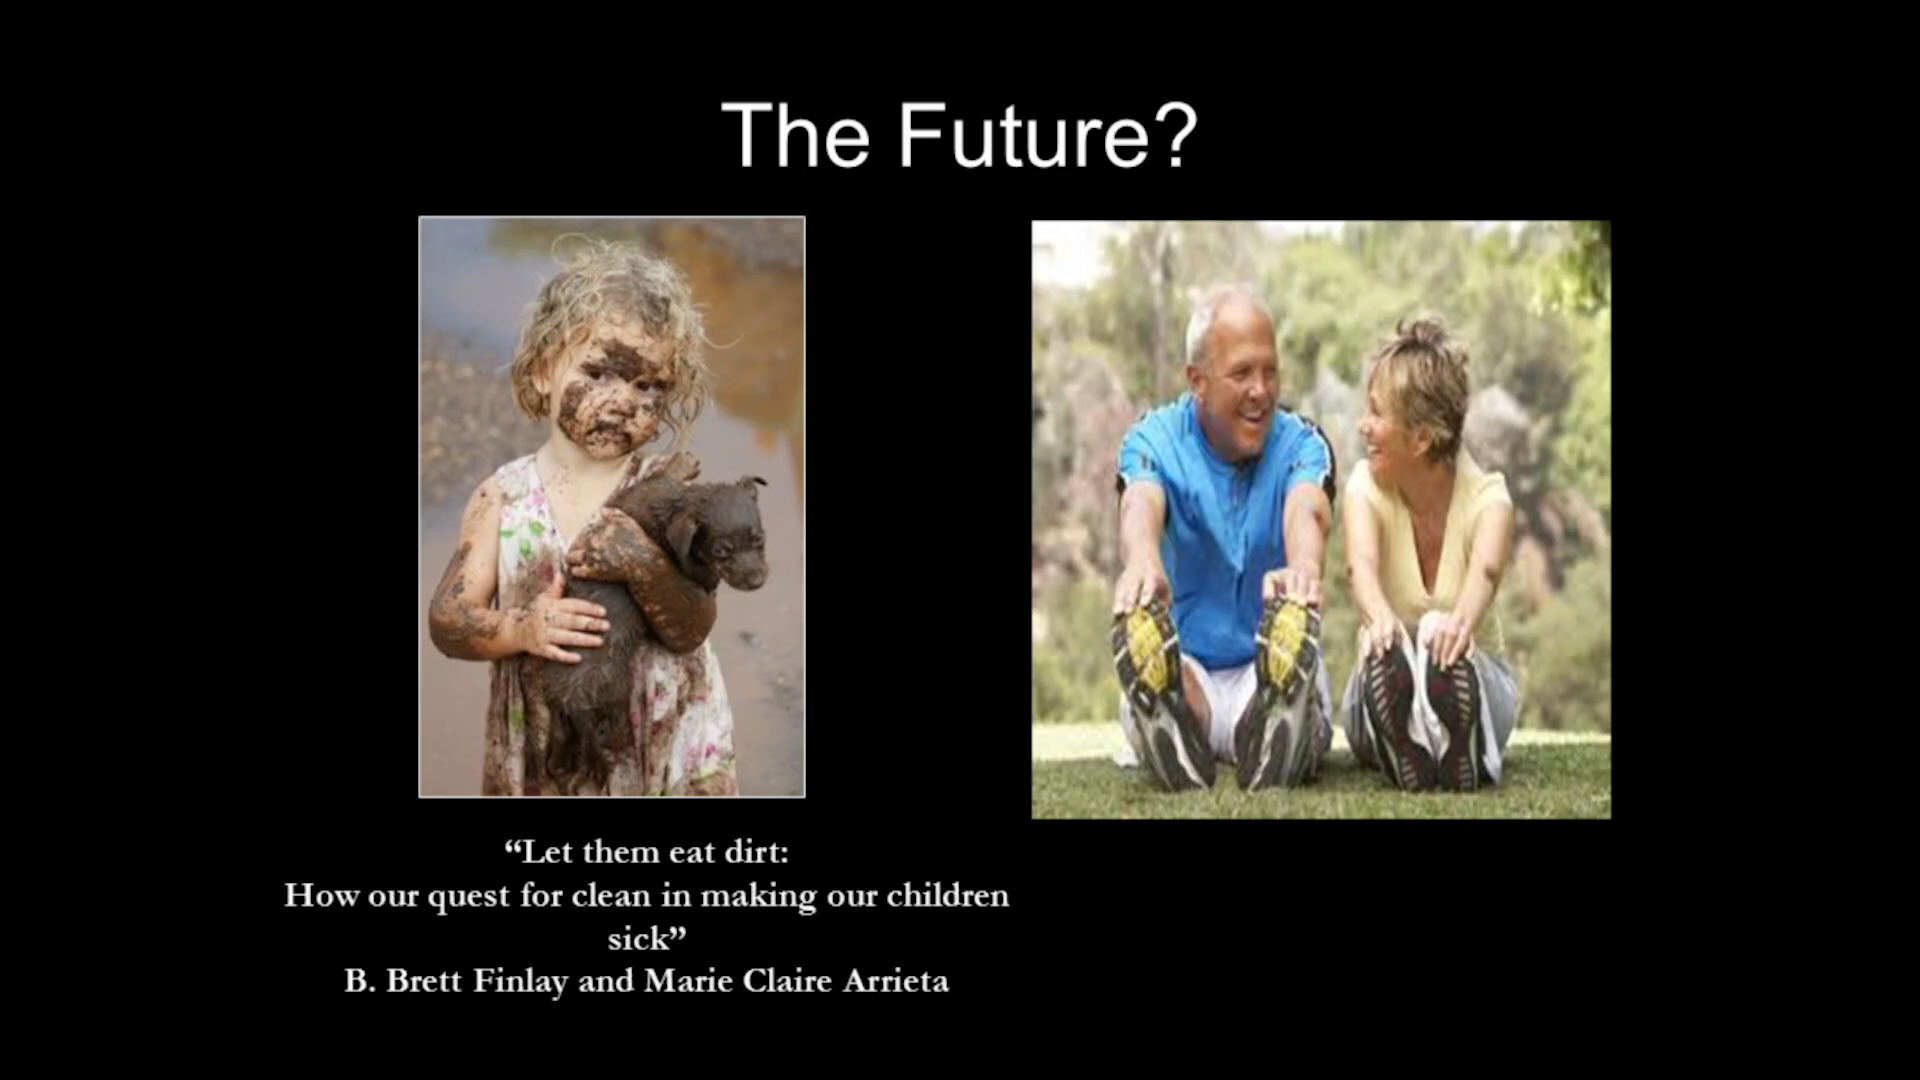 The Future?
“Let them eat dirt:
How our quest for clean in making our children
sick”
B. Brett Finlay and Marie Claire Arrieta